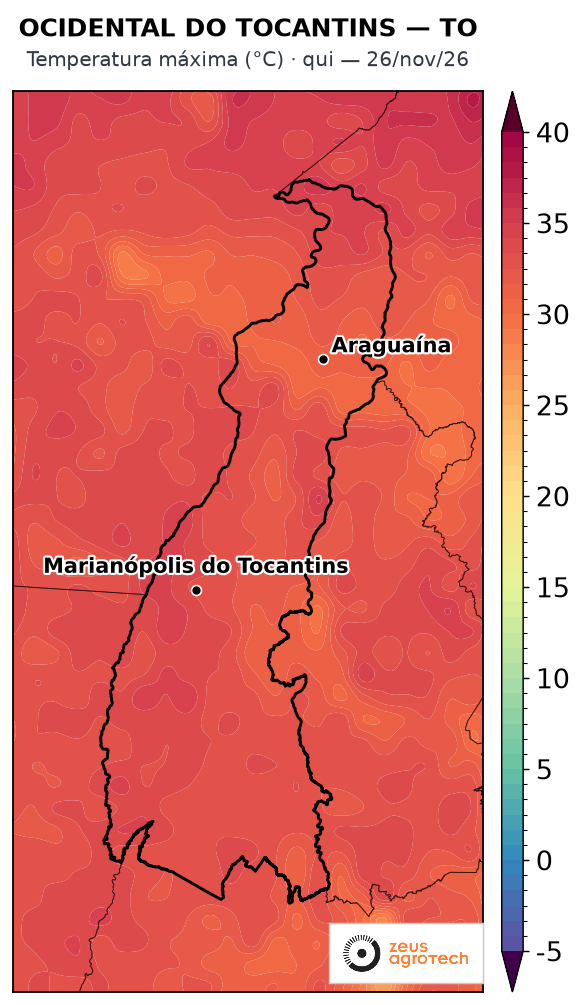 OCIDENTAL DO TOCANTINS — TO
Temperatura máxima (°C) · qui — 26/nov/26
40
35
30
25
20
15
10
5
0
-5
Araguaína
Marianópolis do Tocantins
zeus
agrotech